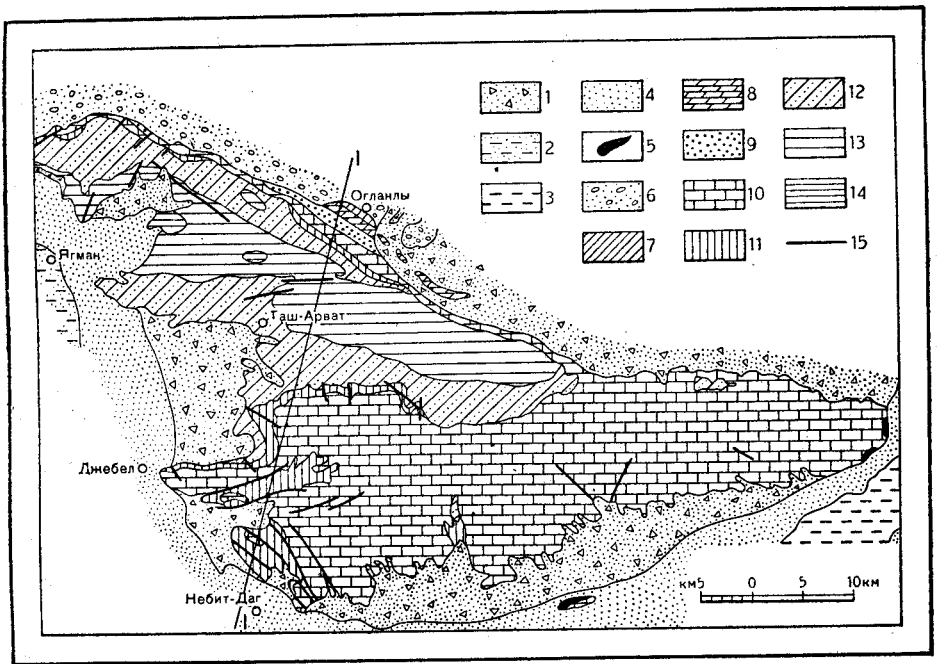 1 4 8 12
2 5 9 13
3 6 10 14
7 11 15
I
Огланлы
Ягман
Таш-Арват
Джебел
Небит-Даг
I
км5 0 5 10км